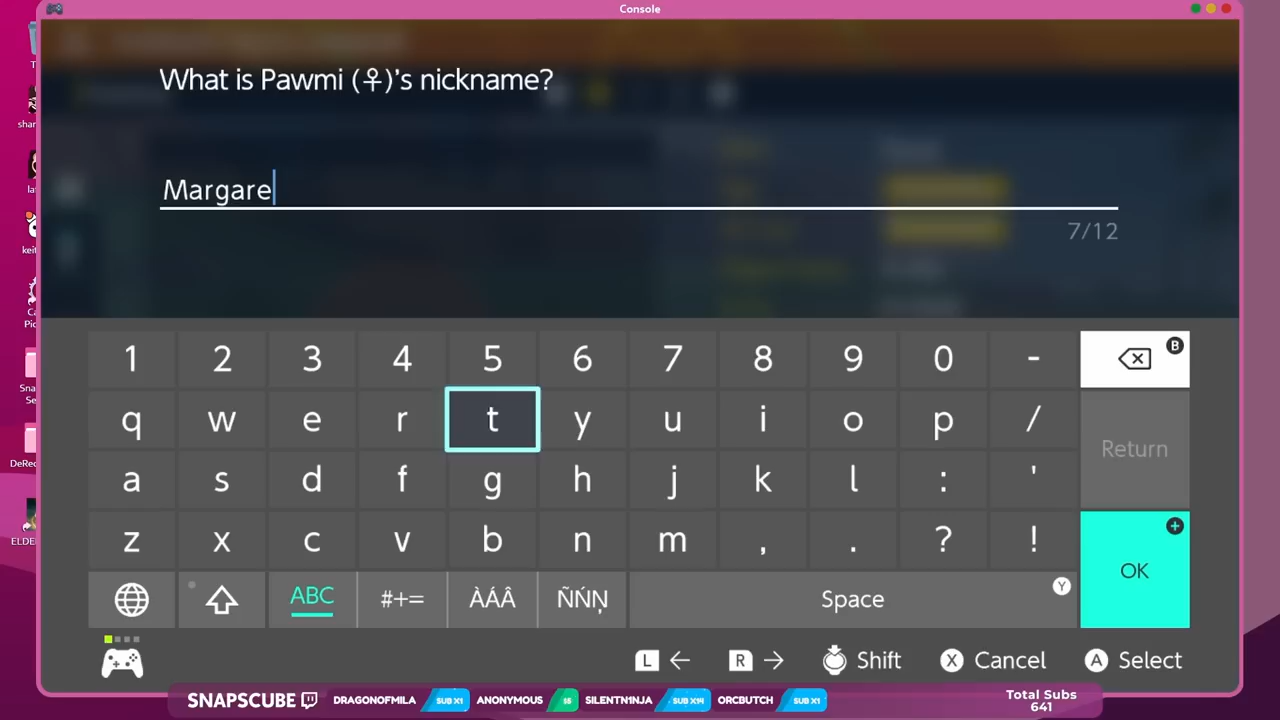 Console
What is Pawmi (♀)'s nickname?
Margare
7/12
1 2 3 4 5 6 7 8 9 0 - B
q w e r t y u i o p / Return
a s d f g h j k l : '
z x c v b n m , . ? ! OK +
ABC #+= ÀÁÂ ÑŃŅ Space Y
L ← R → Shift X Cancel A Select
SNAPSCUBE DRAGONOFMILA SUB X1 ANONYMOUS 15 SILENTN1NJA SUB X14 ORCBUTCH SUB X1 Total Subs
641